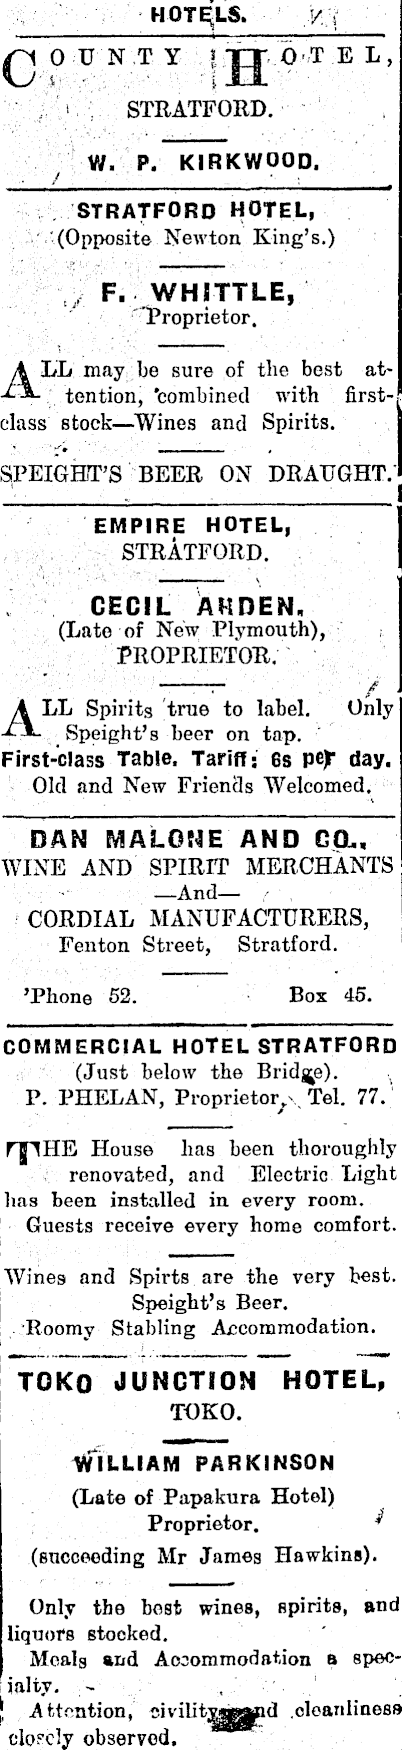 HOTELS.
COUNTY HOTEL,
STRATFORD.
W. P. KIRKWOOD.
STRATFORD HOTEL,
(Opposite Newton King's.)
F. WHITTLE,
Proprietor.
ALL may be sure of the best at-
tention, combined with first-
class stock—Wines and Spirits.
SPEIGHT'S BEER ON DRAUGHT.
EMPIRE HOTEL,
STRATFORD.
CECIL ARDEN,
(Late of New Plymouth),
PROPRIETOR.
ALL Spirits true to label. Only
Speight's beer on tap.
First-class Table. Tariff: 6s per day.
Old and New Friends Welcomed.
DAN MALONE AND CO.,
WINE AND SPIRIT MERCHANTS
—And—
CORDIAL MANUFACTURERS,
Fenton Street, Stratford.
'Phone 52. Box 45.
COMMERCIAL HOTEL STRATFORD
(Just below the Bridge).
P. PHELAN, Proprietor, Tel. 77.
THE House has been thoroughly
renovated, and Electric Light
has been installed in every room.
Guests receive every home comfort.
Wines and Spirts are the very best.
Speight's Beer.
Roomy Stabling Accommodation.
TOKO JUNCTION HOTEL,
TOKO.
WILLIAM PARKINSON
(Late of Papakura Hotel)
Proprietor.
(succeeding Mr James Hawkins).
Only the best wines, spirits, and
liquors stocked.
Meals and Accommodation a spec-
ialty.
Attention, civility and cleanliness
closely observed.